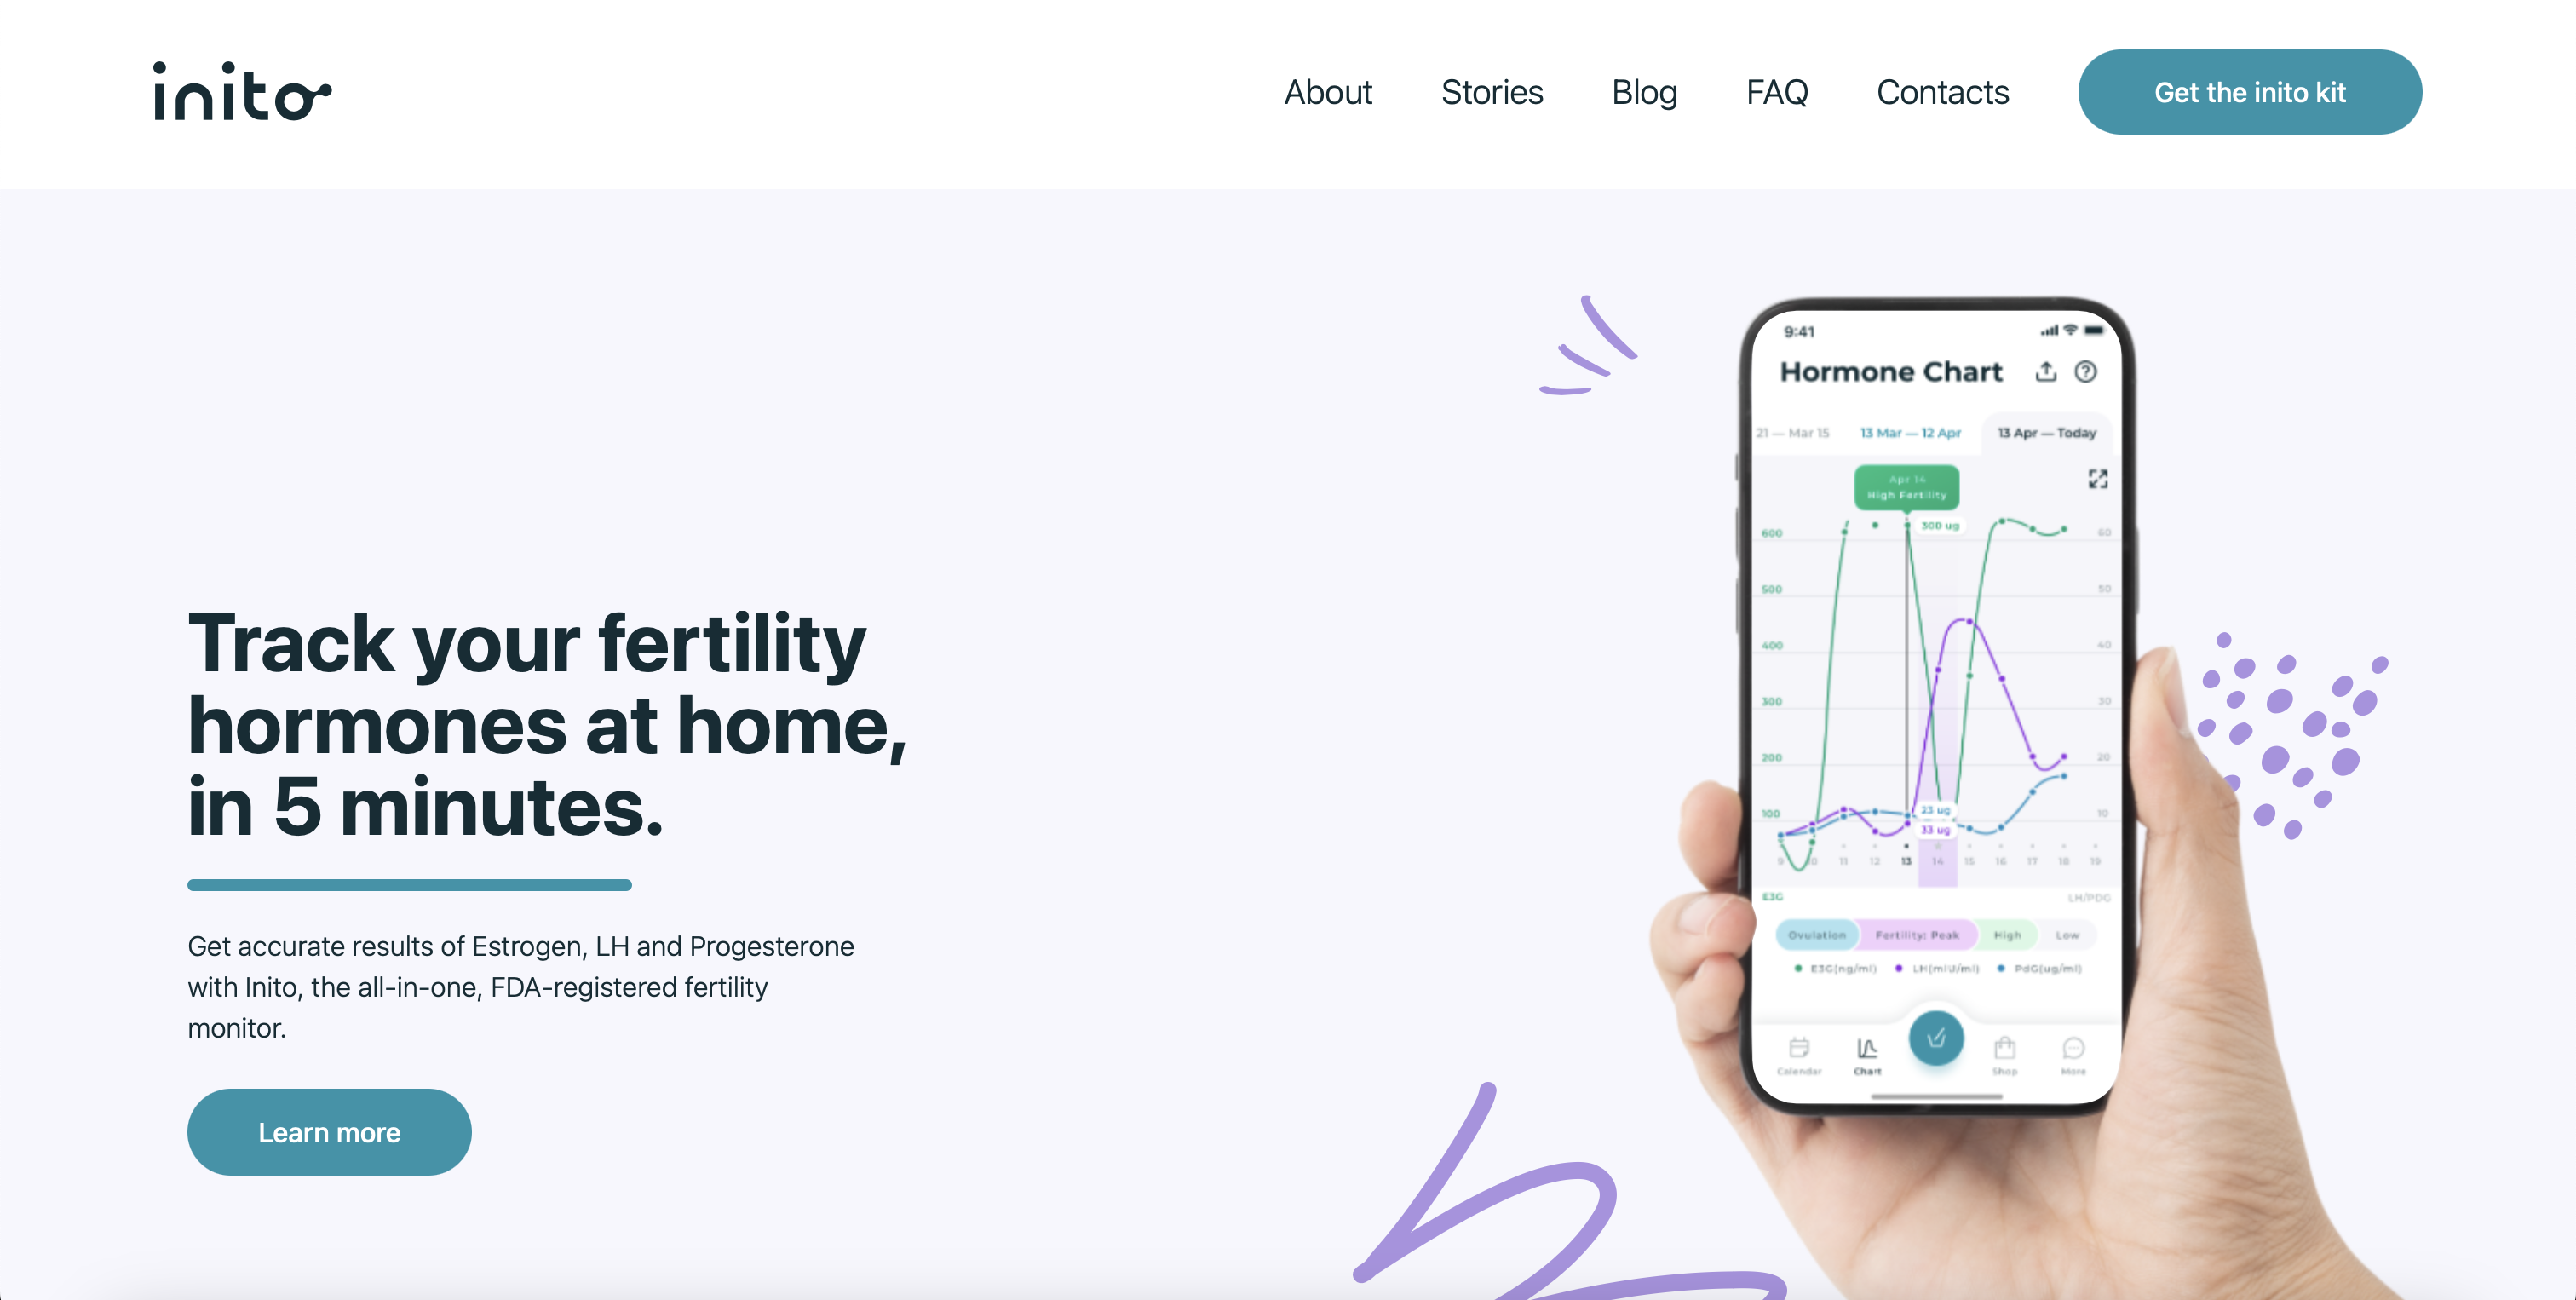 inito
About Stories Blog FAQ Contacts Get the inito kit
Track your fertility
hormones at home,
in 5 minutes.
Get accurate results of Estrogen, LH and Progesterone
with Inito, the all-in-one, FDA-registered fertility
monitor.
Learn more
9:41
Hormone Chart
21 — Mar 15 13 Mar — 12 Apr 13 Apr — Today
Apr 14
High Fertility
300 ug
600 60
500 50
400 40
300 30
200 20
100 10
23 ug
33 ug
9 11 12 13 14 15 16 17 18 19
E3G LH/PDG
Ovulation Fertility: Peak High Low
E3G(ng/ml) LH(mIU/ml) PdG(ug/ml)
Calendar Chart Shop More